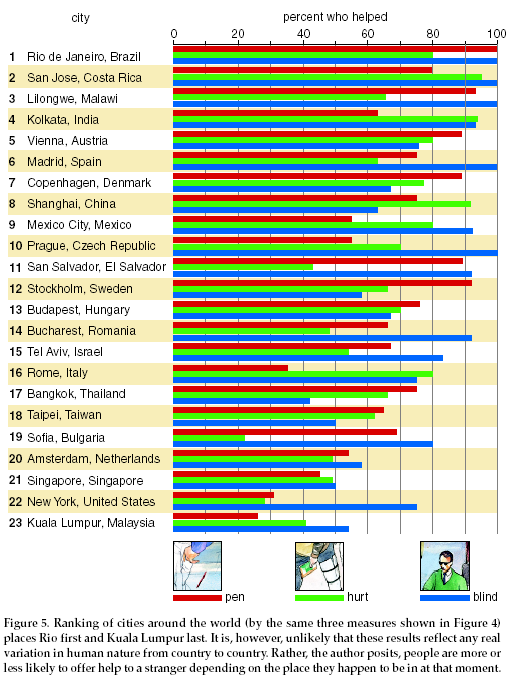 city percent who helped
0 20 40 60 80 100
1 Rio de Janeiro, Brazil
2 San Jose, Costa Rica
3 Lilongwe, Malawi
4 Kolkata, India
5 Vienna, Austria
6 Madrid, Spain
7 Copenhagen, Denmark
8 Shanghai, China
9 Mexico City, Mexico
10 Prague, Czech Republic
11 San Salvador, El Salvador
12 Stockholm, Sweden
13 Budapest, Hungary
14 Bucharest, Romania
15 Tel Aviv, Israel
16 Rome, Italy
17 Bangkok, Thailand
18 Taipei, Taiwan
19 Sofia, Bulgaria
20 Amsterdam, Netherlands
21 Singapore, Singapore
22 New York, United States
23 Kuala Lumpur, Malaysia
pen hurt blind
Figure 5. Ranking of cities around the world (by the same three measures shown in Figure 4)
places Rio first and Kuala Lumpur last. It is, however, unlikely that these results reflect any real
variation in human nature from country to country. Rather, the author posits, people are more or
less likely to offer help to a stranger depending on the place they happen to be in at that moment.